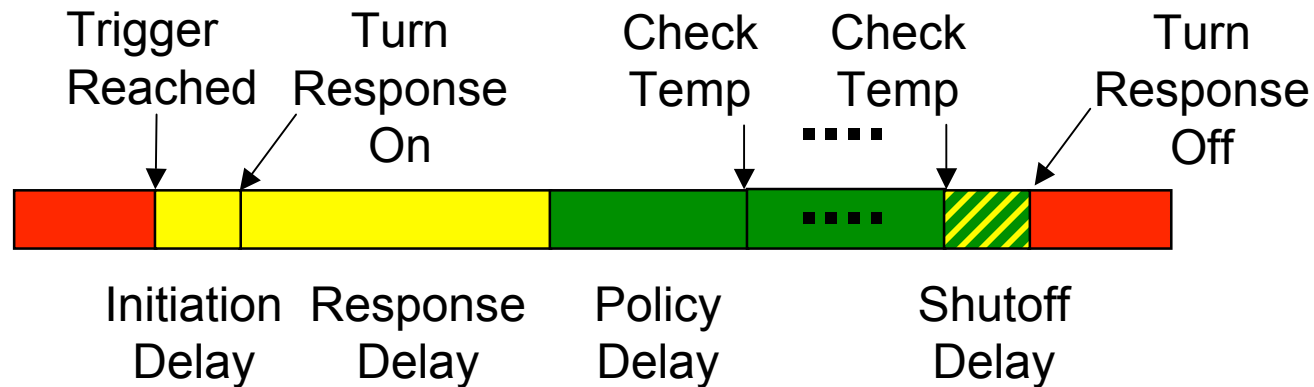 Trigger
Reached
Turn
Response
On
Check
Temp
Check
Temp
Turn
Response
Off
Initiation
Delay
Response
Delay
Policy
Delay
Shutoff
Delay